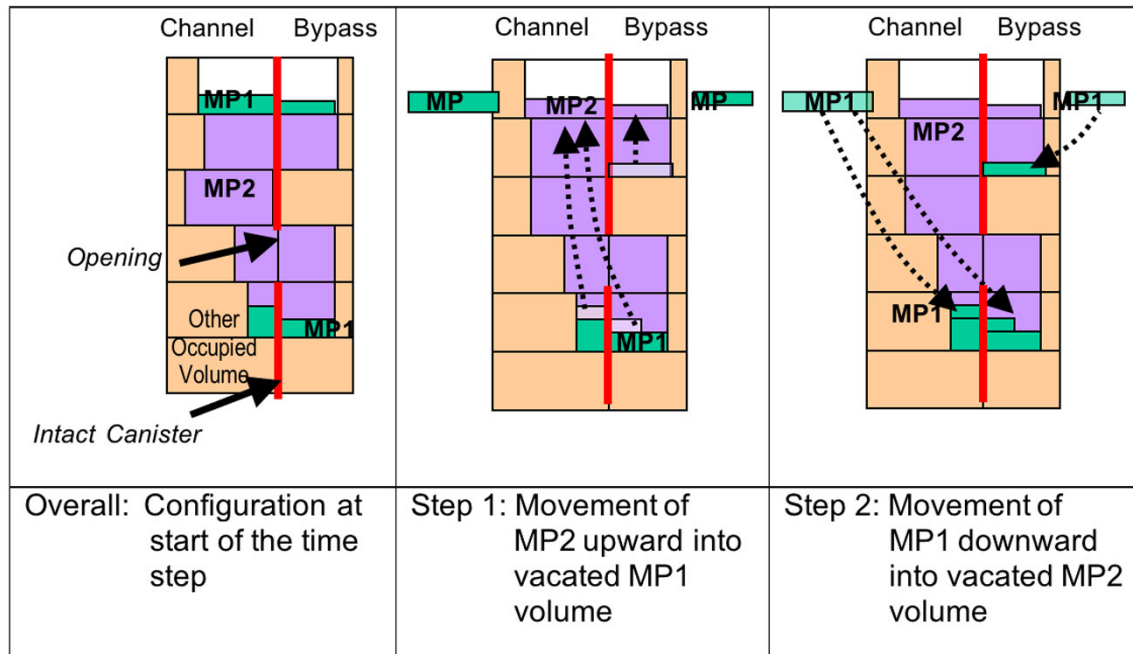 Channel Bypass
MP1
MP2
Opening
Other
Occupied
Volume
MP1
Intact Canister
Overall: Configuration at
start of the time
step
Channel Bypass
MP
MP2
MP
MP1
Step 1: Movement of
MP2 upward into
vacated MP1
volume
Channel Bypass
MP1
MP1
MP2
MP1
Step 2: Movement of
MP1 downward
into vacated MP2
volume